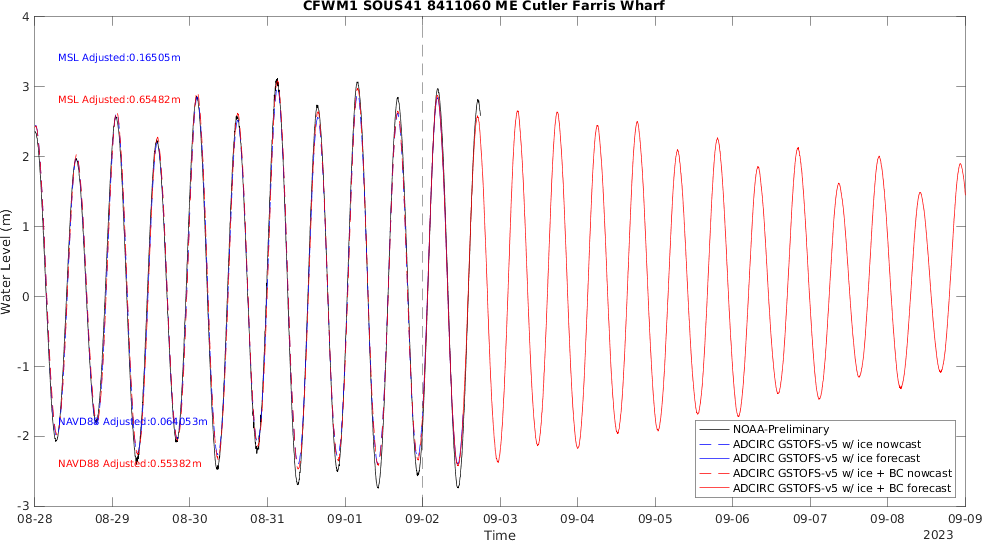 CFWM1 SOUS41 8411060 ME Cutler Farris Wharf
4
3
2
1
0
-1
-2
-3
Water Level (m)
MSL Adjusted:0.16505m
MSL Adjusted:0.65482m
NAVD88 Adjusted:0.064053m
NAVD88 Adjusted:0.55382m
NOAA-Preliminary
ADCIRC GSTOFS-v5 w/ ice nowcast
ADCIRC GSTOFS-v5 w/ ice forecast
ADCIRC GSTOFS-v5 w/ ice + BC nowcast
ADCIRC GSTOFS-v5 w/ ice + BC forecast
08-28 08-29 08-30 08-31 09-01 09-02 09-03 09-04 09-05 09-06 09-07 09-08 09-09
Time
2023